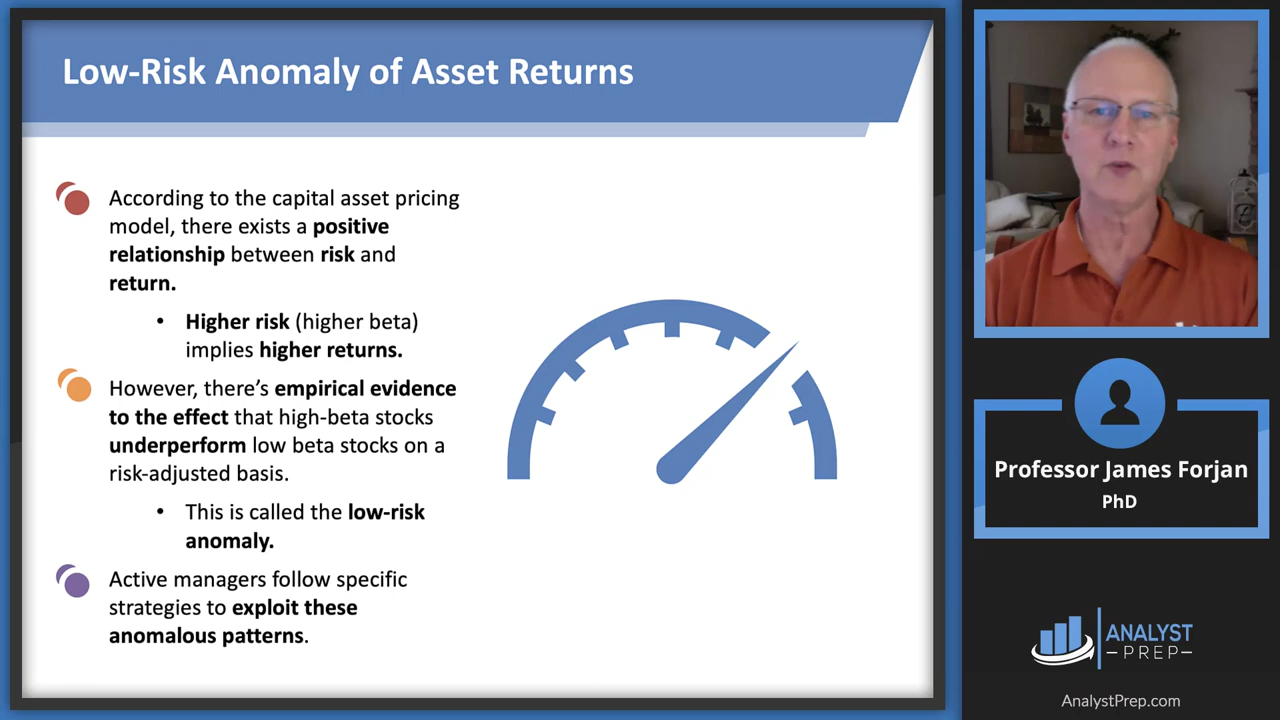 Low-Risk Anomaly of Asset Returns
According to the capital asset pricing
model, there exists a positive
relationship between risk and
return.
• Higher risk (higher beta)
implies higher returns.
However, there’s empirical evidence
to the effect that high-beta stocks
underperform low beta stocks on a
risk-adjusted basis.
• This is called the low-risk
anomaly.
Active managers follow specific
strategies to exploit these
anomalous patterns.
Professor James Forjan
PhD
ANALYST
PREP
AnalystPrep.com